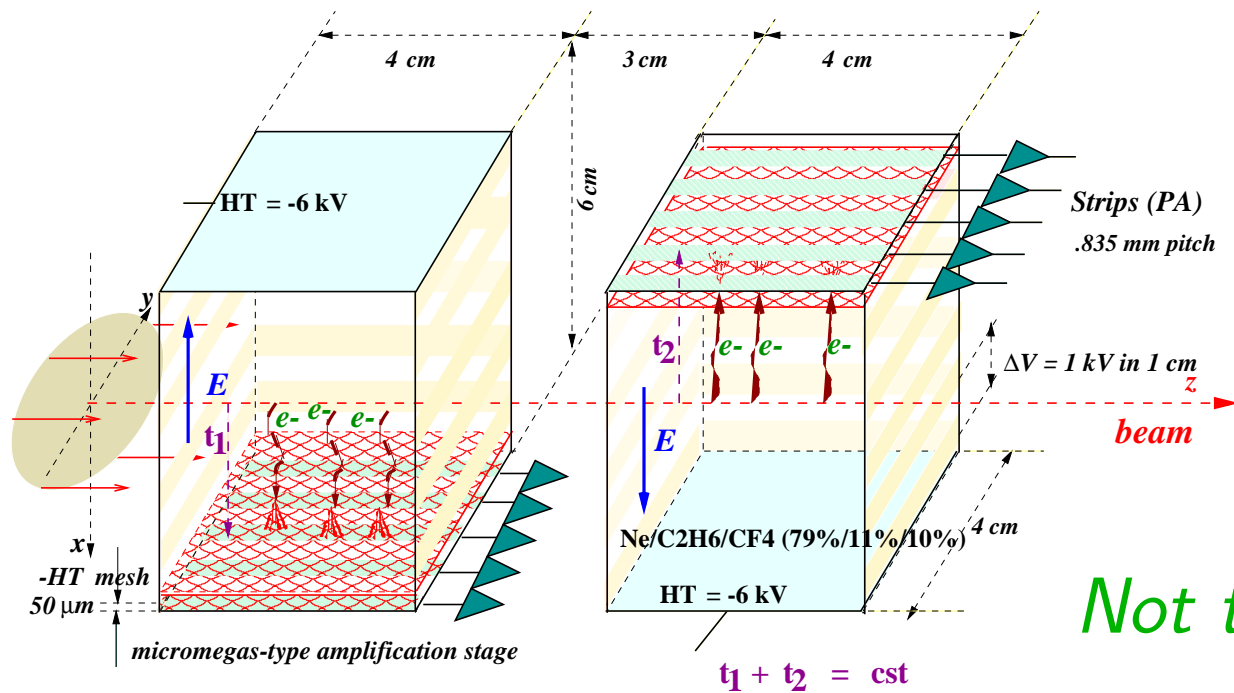 4 cm
3 cm
4 cm
6 cm
HT = -6 kV
Strips (PA)
.835 mm pitch
y
E
t1
e-
e-
e-
t2
e-
e-
e-
E
ΔV = 1 kV in 1 cm
z
beam
x
-HT mesh
50 µm
Ne/C2H6/CF4 (79%/11%/10%)
4 cm
HT = -6 kV
micromegas-type amplification stage
t1 + t2 = cst
Not t